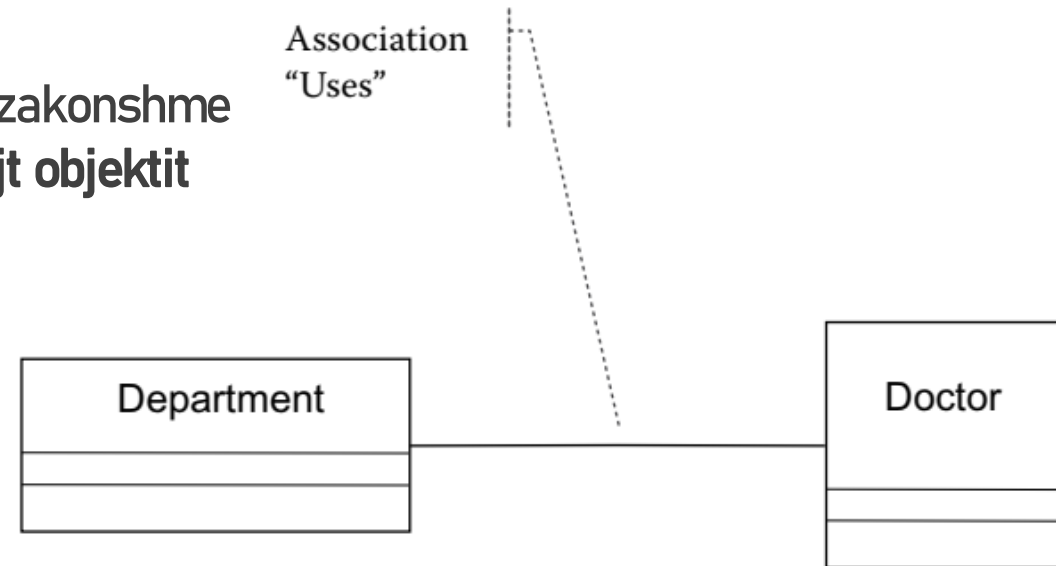 Association
“Uses”
zakonshme
jt objektit
Department
Doctor